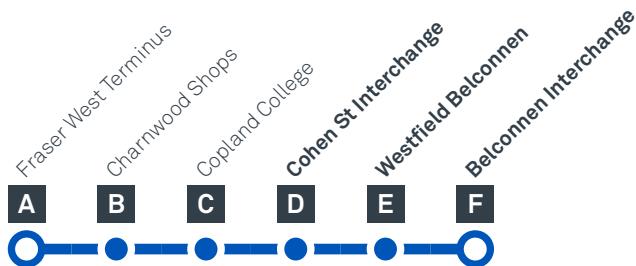 Fraser West Terminus
Charnwood Shops
Copland College
Cohen St Interchange
Westfield Belconnen
Belconnen Interchange
A B C D E F